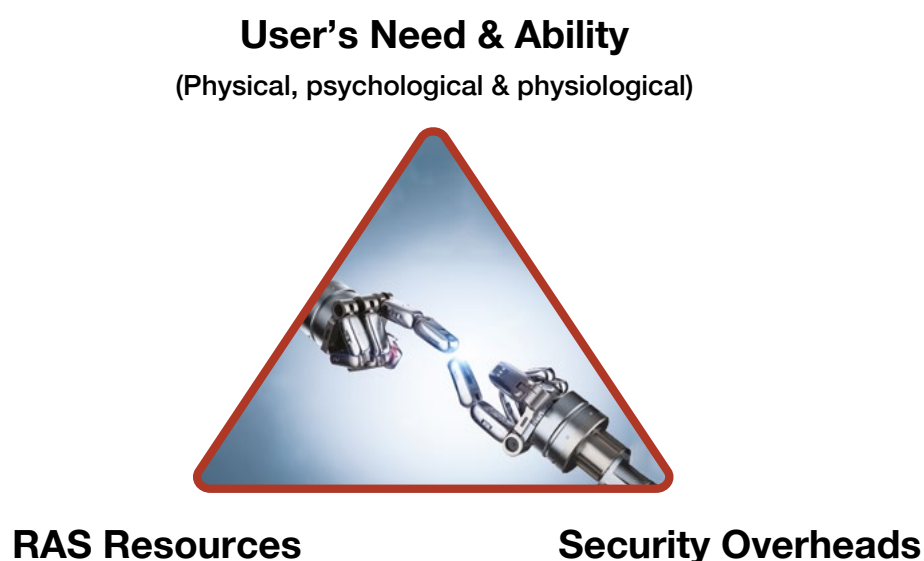 User’s Need & Ability
(Physical, psychological & physiological)
RAS Resources
Security Overheads